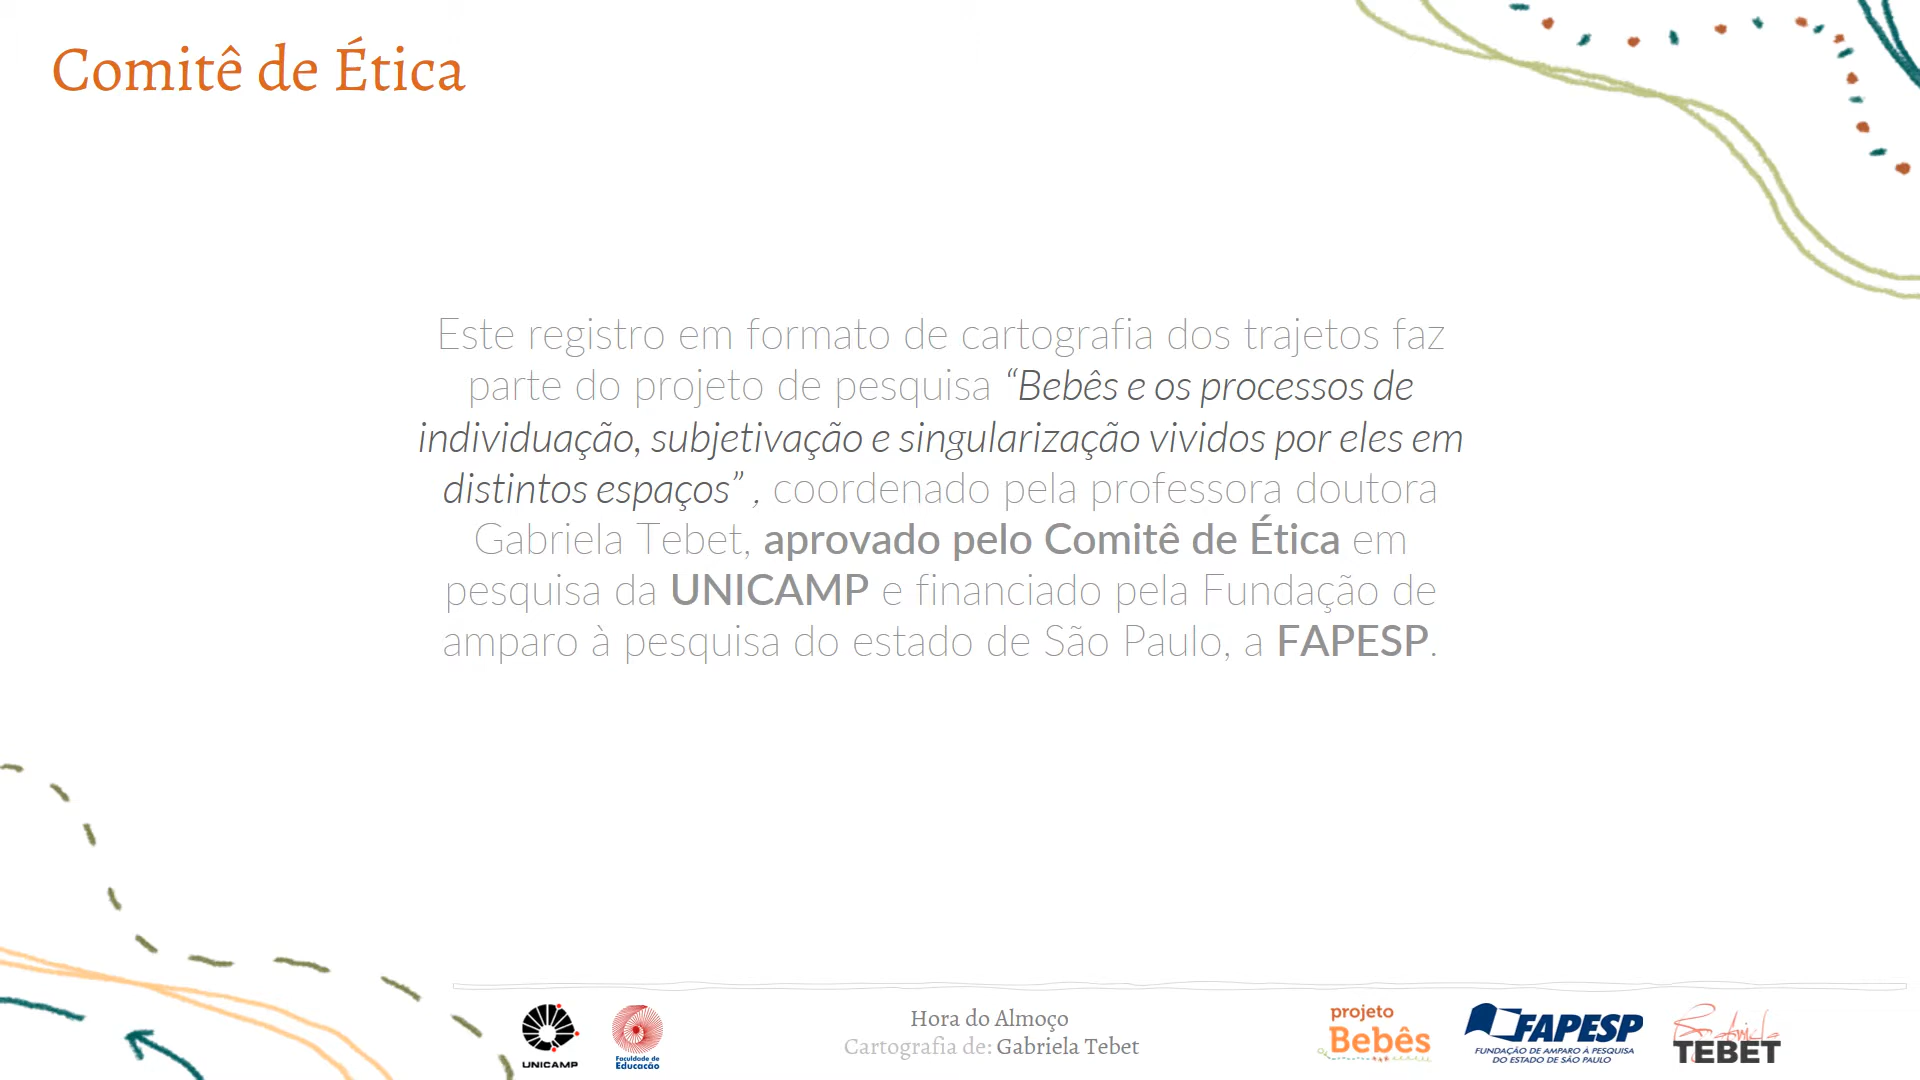 Comitê de Ética
Este registro em formato de cartografia dos trajetos faz
parte do projeto de pesquisa “Bebês e os processos de
individuação, subjetivação e singularização vividos por eles em
distintos espaços” , coordenado pela professora doutora
Gabriela Tebet, aprovado pelo Comitê de Ética em
pesquisa da UNICAMP e financiado pela Fundação de
amparo à pesquisa do estado de São Paulo, a FAPESP.
UNICAMP
Faculdade de
Educação
Hora do Almoço
Cartografia de: Gabriela Tebet
projeto
Bebês
FAPESP
FUNDAÇÃO DE AMPARO À PESQUISA
DO ESTADO DE SÃO PAULO
Gabriela
TEBET